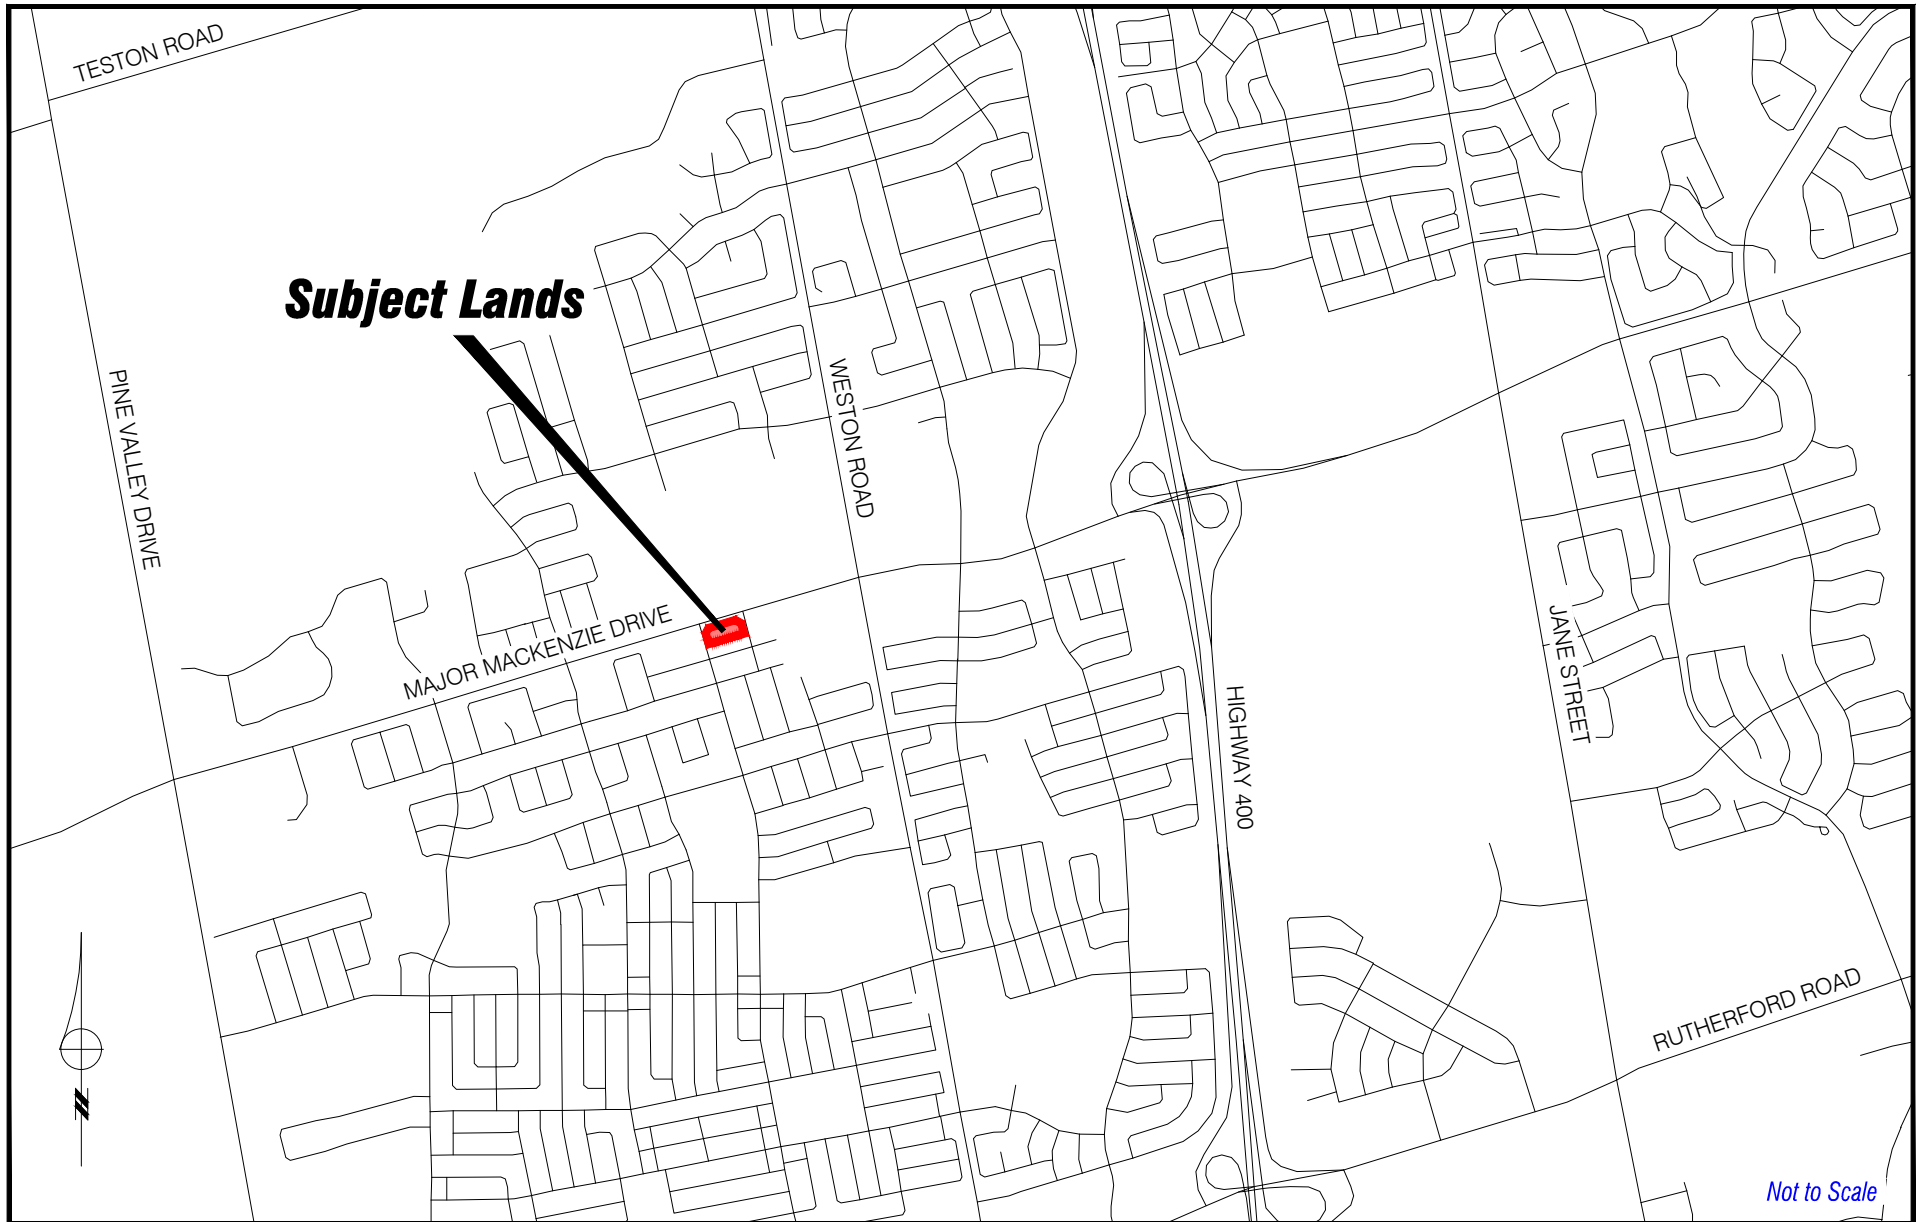 TESTON ROAD
Subject Lands
PINE VALLEY DRIVE
WESTON ROAD
MAJOR MACKENZIE DRIVE
JANE STREET
HIGHWAY 400
RUTHERFORD ROAD
N
Not to Scale